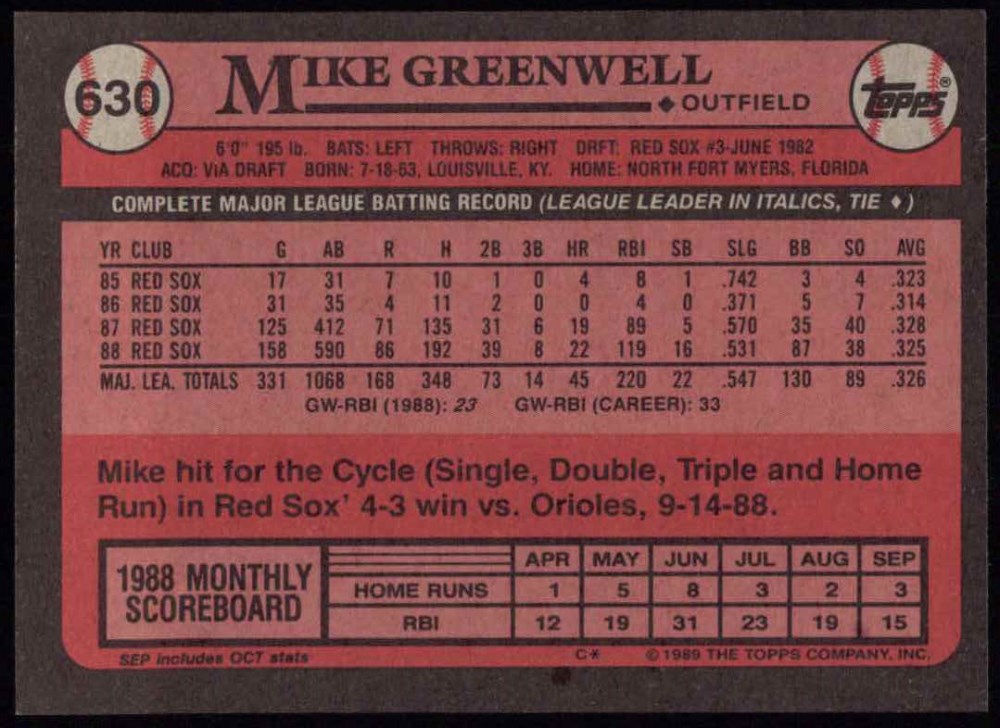 630
MIKE GREENWELL
◆ OUTFIELD
Topps®
6'0" 195 lb. BATS: LEFT THROWS: RIGHT DRFT: RED SOX #3-JUNE 1982
ACQ: VIA DRAFT BORN: 7-18-63, LOUISVILLE, KY. HOME: NORTH FORT MYERS, FLORIDA
COMPLETE MAJOR LEAGUE BATTING RECORD (LEAGUE LEADER IN ITALICS, TIE ♦)
YR CLUB G AB R H 2B 3B HR RBI SB SLG BB SO AVG
85 RED SOX 17 31 7 10 1 0 4 8 1 .742 3 4 .323
86 RED SOX 31 35 4 11 2 0 0 4 0 .371 5 7 .314
87 RED SOX 125 412 71 135 31 6 19 89 5 .570 35 40 .328
88 RED SOX 158 590 86 192 39 8 22 119 16 .531 87 38 .325
MAJ. LEA. TOTALS 331 1068 168 348 73 14 45 220 22 .547 130 89 .326
GW-RBI (1988): 23 GW-RBI (CAREER): 33
Mike hit for the Cycle (Single, Double, Triple and Home
Run) in Red Sox' 4-3 win vs. Orioles, 9-14-88.
1988 MONTHLY
SCOREBOARD
APR MAY JUN JUL AUG SEP
HOME RUNS 1 5 8 3 2 3
RBI 12 19 31 23 19 15
SEP includes OCT stats
C* ©1989 THE TOPPS COMPANY, INC.